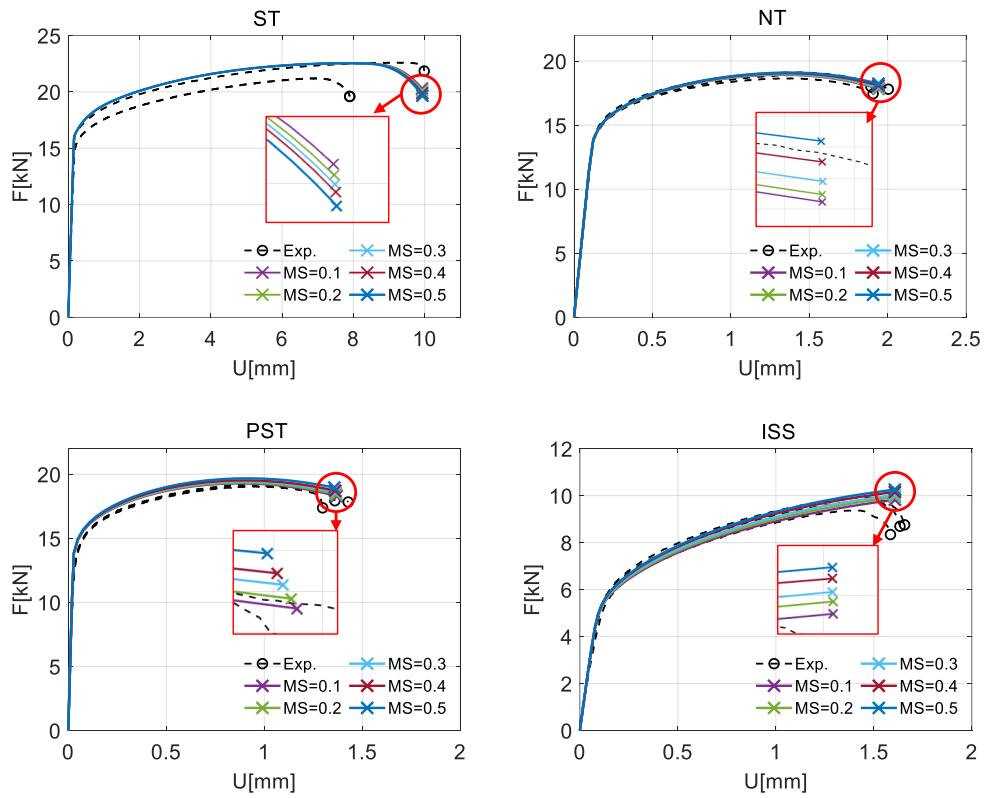 ST
F[kN]
25
20
15
10
5
0
Exp.
MS=0.1
MS=0.2
MS=0.3
MS=0.4
MS=0.5
0 2 4 6 8 10
U[mm]
NT
F[kN]
20
15
10
5
0
Exp.
MS=0.1
MS=0.2
MS=0.3
MS=0.4
MS=0.5
0 0.5 1 1.5 2 2.5
U[mm]
PST
F[kN]
20
15
10
5
0
Exp.
MS=0.1
MS=0.2
MS=0.3
MS=0.4
MS=0.5
0 0.5 1 1.5 2
U[mm]
ISS
F[kN]
12
10
8
6
4
2
0
Exp.
MS=0.1
MS=0.2
MS=0.3
MS=0.4
MS=0.5
0 0.5 1 1.5 2
U[mm]